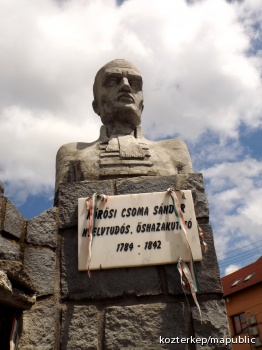 KŐRÖSI CSOMA SÁNDOR
NYELVTUDÓS, ŐSHAZAKUTATÓ
1784 - 1842
kozterkep/mapublic